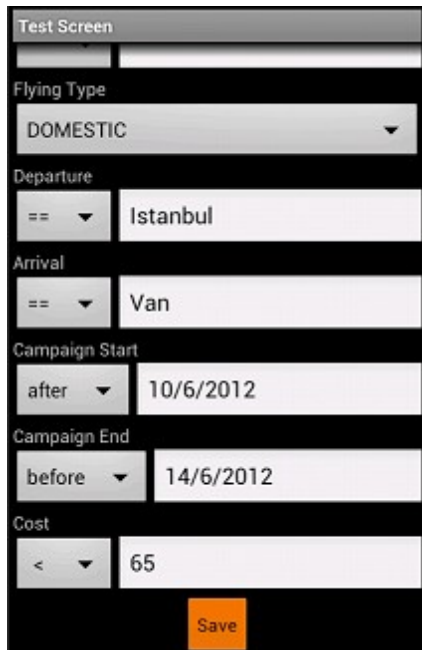 Test Screen
Flying Type
DOMESTIC
Departure
== Istanbul
Arrival
== Van
Campaign Start
after 10/6/2012
Campaign End
before 14/6/2012
Cost
< 65
Save